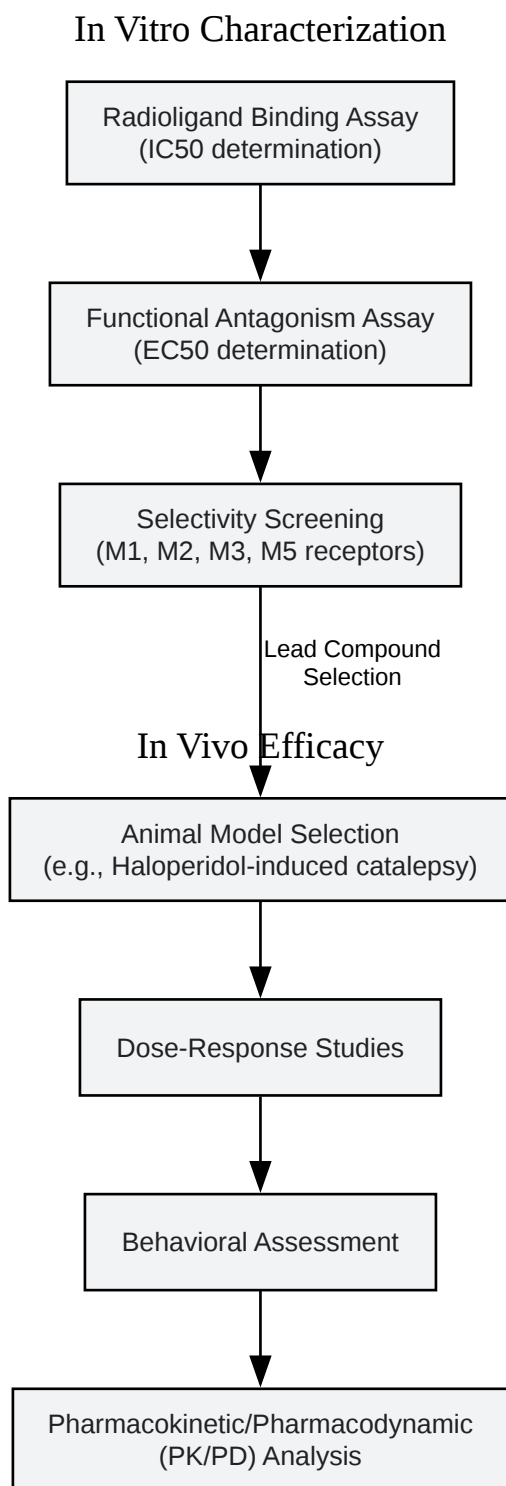 In Vitro Characterization
Radioligand Binding Assay
(IC50 determination)
Functional Antagonism Assay
(EC50 determination)
Selectivity Screening
(M1, M2, M3, M5 receptors)
Lead Compound
Selection
In Vivo Efficacy
Animal Model Selection
(e.g., Haloperidol-induced catalepsy)
Dose-Response Studies
Behavioral Assessment
Pharmacokinetic/Pharmacodynamic
(PK/PD) Analysis